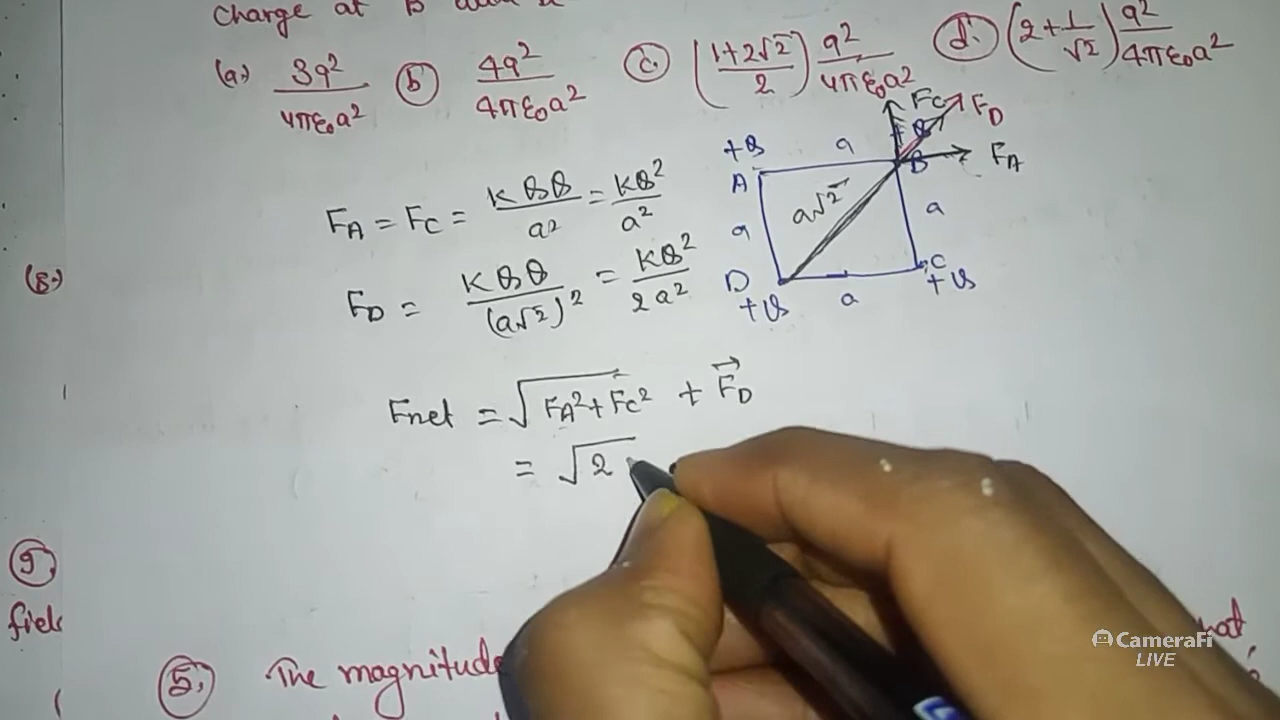 charge at B
(a.) 3q²/4πε₀a² (b) 4q²/4πε₀a² (c.) ((1+2√2)/2) q²/4πε₀a² (d.) (2+1/√2) q²/4πε₀a²
F_C F_D
+Q a B F_A
A
F_A = F_C = KQQ/a² = KQ²/a²
a√2 a a
(8.)
F_D = KQQ/(a√2)² = KQ²/2a²
D C
+Q a +Q
Fnet = √(F_A²+F_C²) + F_D
= √2
9.
5. The magnitude
CameraFi
LIVE